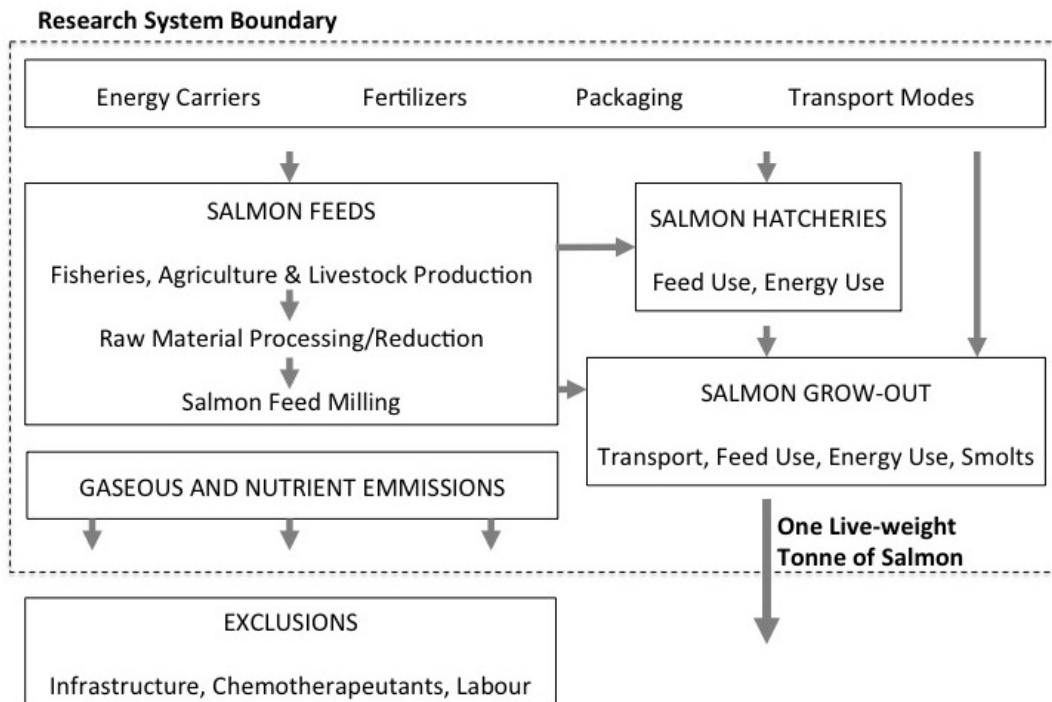 Research System Boundary
Energy Carriers Fertilizers Packaging Transport Modes
SALMON FEEDS
Fisheries, Agriculture & Livestock Production
Raw Material Processing/Reduction
Salmon Feed Milling
SALMON HATCHERIES
Feed Use, Energy Use
SALMON GROW-OUT
Transport, Feed Use, Energy Use, Smolts
GASEOUS AND NUTRIENT EMMISSIONS
One Live-weight
Tonne of Salmon
EXCLUSIONS
Infrastructure, Chemotherapeutants, Labour